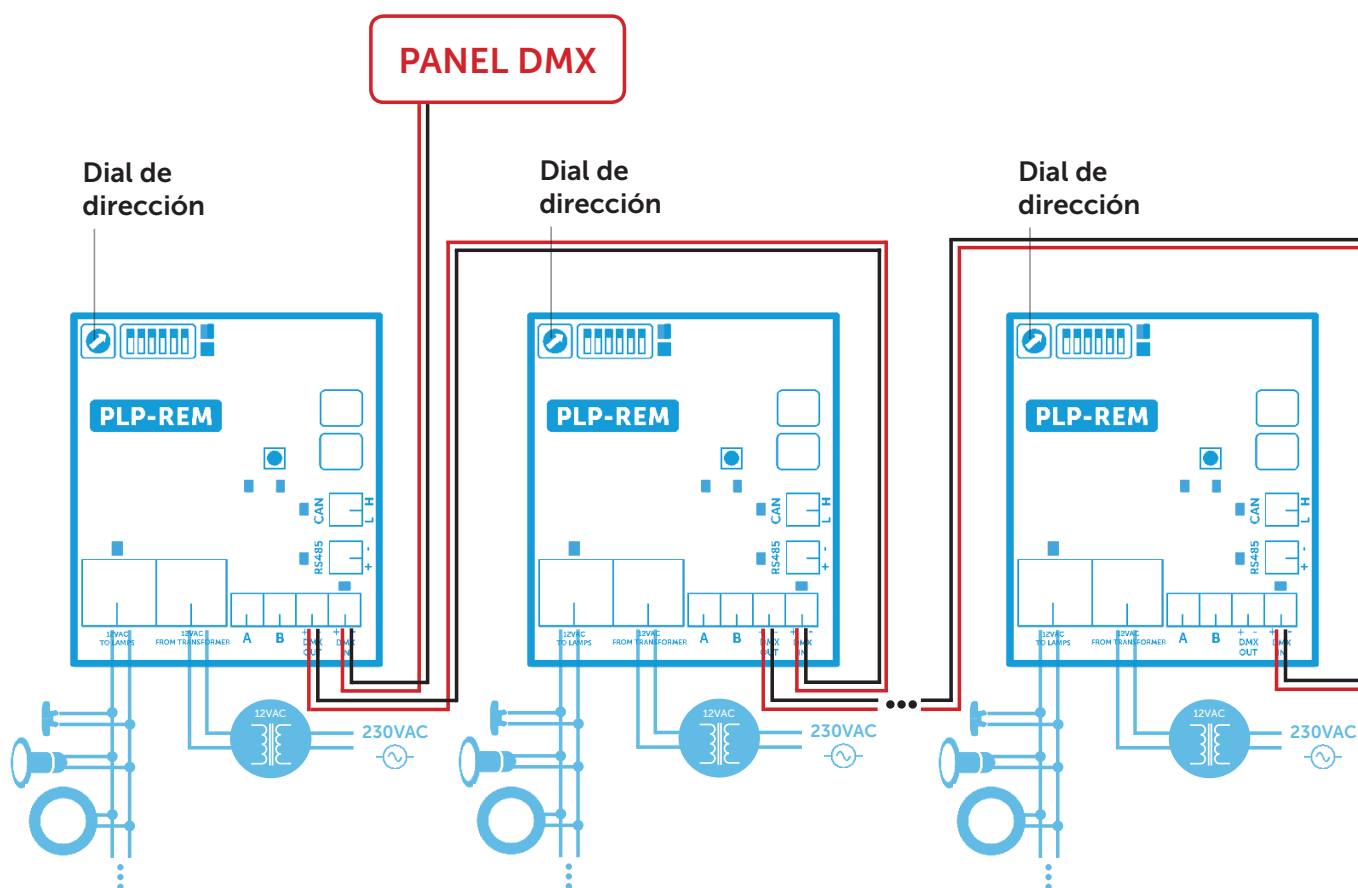 PANEL DMX
Dial de
dirección
PLP-REM
CAN
H
L
RS485
-
+
12VAC
TO LAMPS
12VAC
FROM TRANSFORMER
A
B
+ -
DMX
OUT
+ -
DMX
IN
12VAC
230VAC
Dial de
dirección
PLP-REM
CAN
H
L
RS485
-
+
12VAC
TO LAMPS
12VAC
FROM TRANSFORMER
A
B
+ -
DMX
OUT
+ -
DMX
IN
•••
12VAC
230VAC
Dial de
dirección
PLP-REM
CAN
H
L
RS485
-
+
12VAC
TO LAMPS
12VAC
FROM TRANSFORMER
A
B
+ -
DMX
OUT
+ -
DMX
IN
12VAC
230VAC